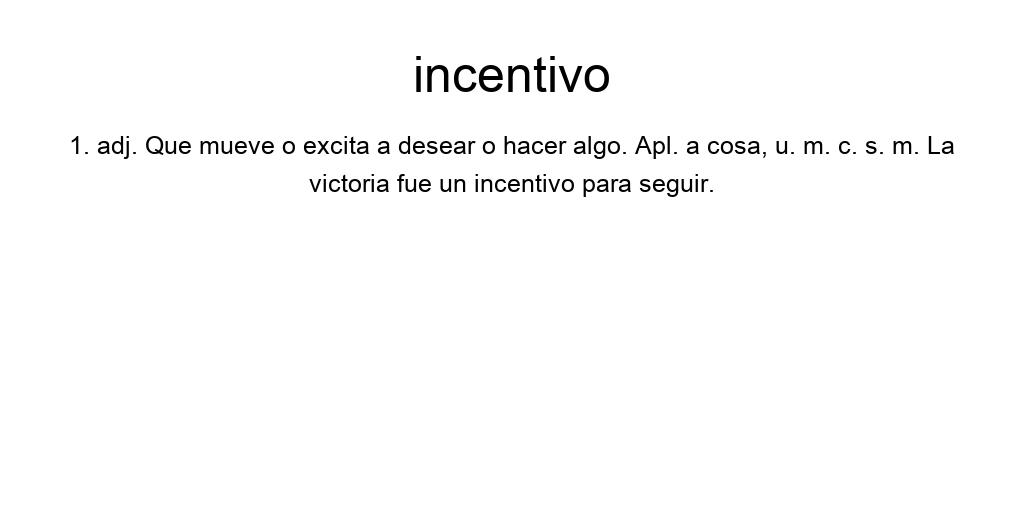 incentivo
1. adj. Que mueve o excita a desear o hacer algo. Apl. a cosa, u. m. c. s. m. La
victoria fue un incentivo para seguir.